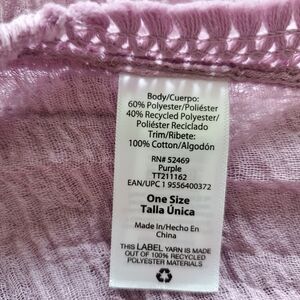 Body/Cuerpo:
60% Polyester/Poliéster
40% Recycled Polyester/
Poliéster Reciclado
Trim/Ribete:
100% Cotton/Algodón
RN# 52469
Purple
TT211162
EAN/UPC 1 9556400372
One Size
Talla Única
Made In/Hecho En
China
THIS LABEL YARN IS MADE
OUT OF 100% RECYCLED
POLYESTER MATERIALS